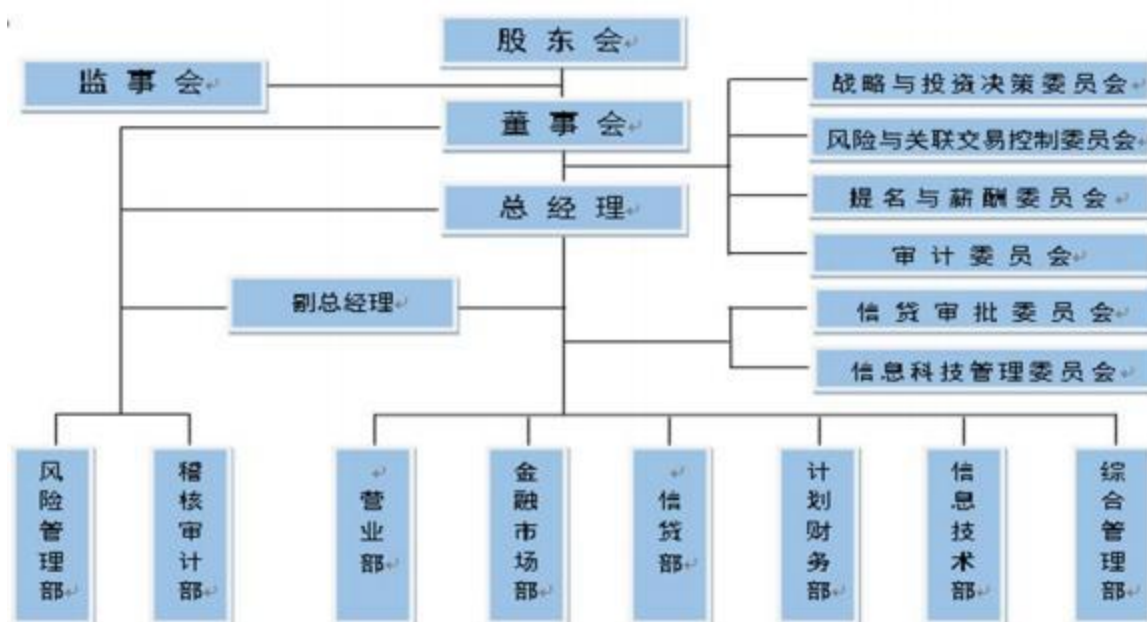 股东会
监事会
战略与投资决策委员会
董事会
风险与关联交易控制委员会
提名与薪酬委员会
总经理
审计委员会
副总经理
信贷审批委员会
信息科技管理委员会
风险管理部
稽核审计部
营业部
金融市场部
信贷部
计划财务部
信息技术部
综合管理部